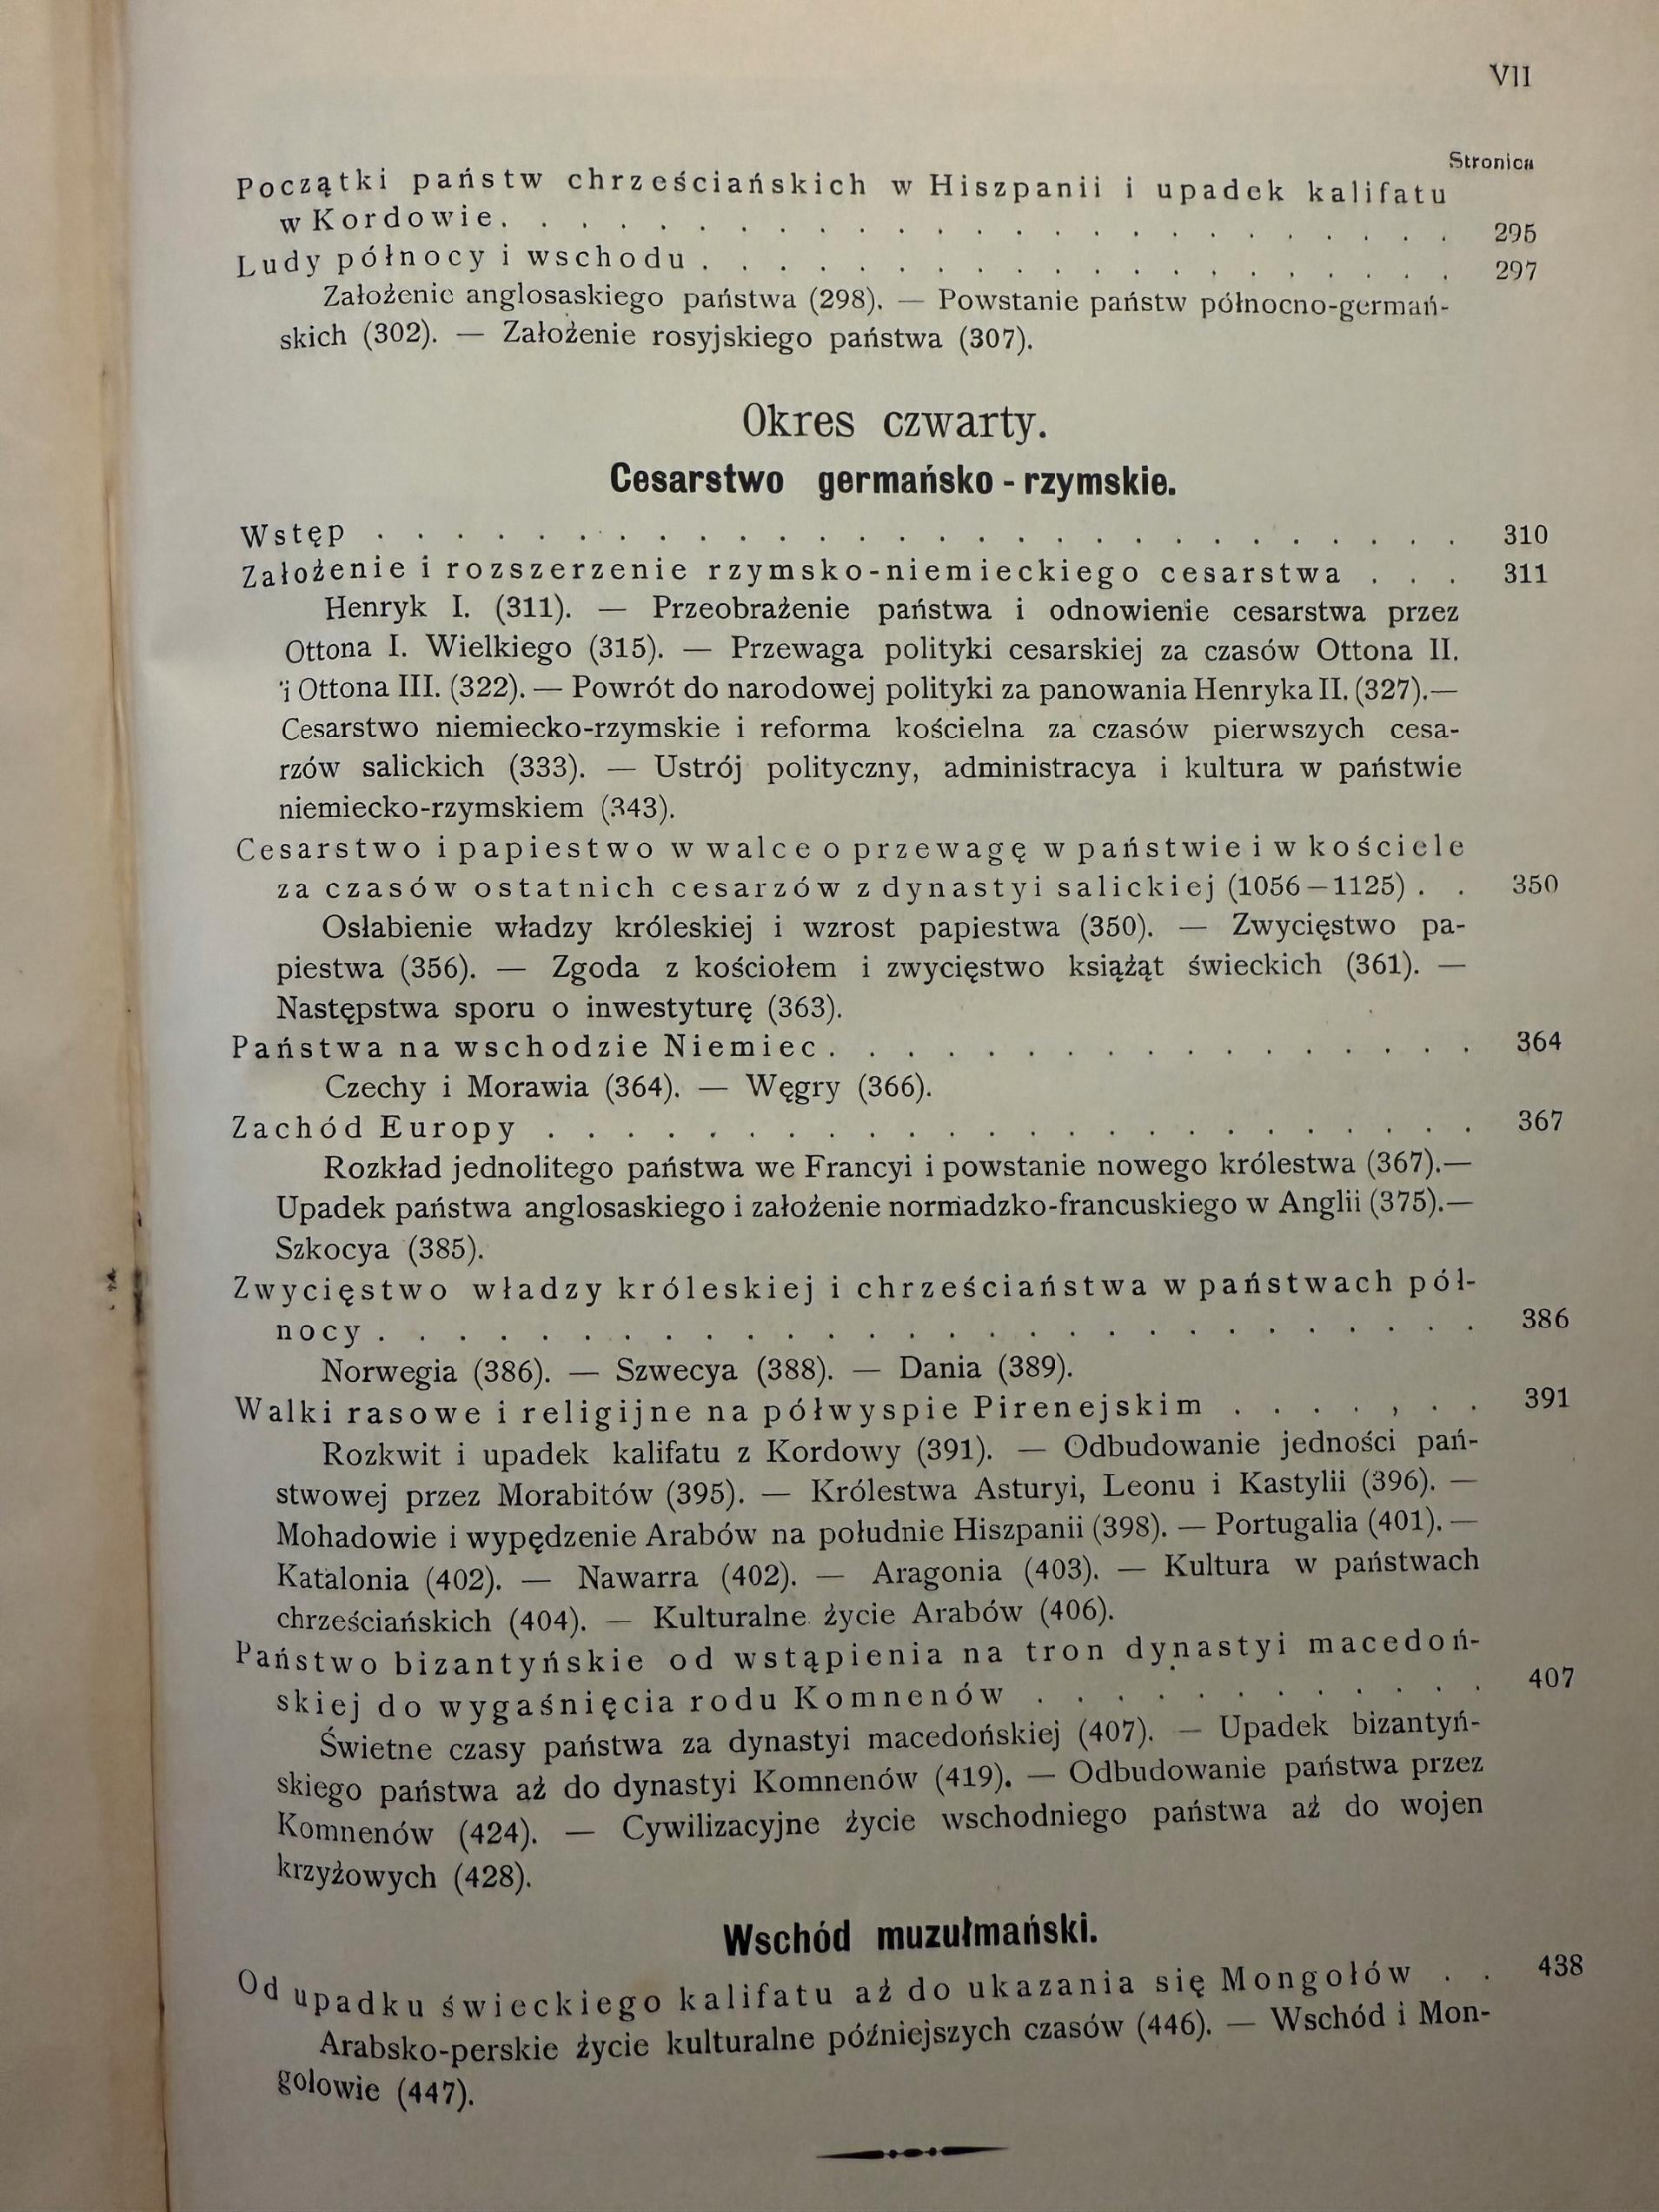 VII
Stronica
Początki państw chrześciańskich w Hiszpanii i upadek kalifatu
w Kordowie. . . . . . . . . . . . . . . . . . . . . . . . . 295
Ludy północy i wschodu . . . . . . . . . . . . . . . . . . . . 297
Założenie anglosaskiego państwa (298). — Powstanie państw północno-germań-
skich (302). — Założenie rosyjskiego państwa (307).
Okres czwarty.
Cesarstwo germańsko - rzymskie.
Wstęp . . . . . . . . . . . . . . . . . . . . . . . . . . . . 310
Założenie i rozszerzenie rzymsko-niemieckiego cesarstwa . . . 311
Henryk I. (311). — Przeobrażenie państwa i odnowienie cesarstwa przez
Ottona I. Wielkiego (315). — Przewaga polityki cesarskiej za czasów Ottona II.
i Ottona III. (322). — Powrót do narodowej polityki za panowania Henryka II. (327).—
Cesarstwo niemiecko-rzymskie i reforma kościelna za czasów pierwszych cesa-
rzów salickich (333). — Ustrój polityczny, administracya i kultura w państwie
niemiecko-rzymskiem (343).
Cesarstwo i papiestwo w walce o przewagę w państwie i w kościele
za czasów ostatnich cesarzów z dynastyi salickiej (1056—1125) . . 350
Osłabienie władzy króleskiej i wzrost papiestwa (350). — Zwycięstwo pa-
piestwa (356). — Zgoda z kościołem i zwycięstwo książąt świeckich (361). —
Następstwa sporu o inwestyturę (363).
Państwa na wschodzie Niemiec . . . . . . . . . . . . . . . . . 364
Czechy i Morawia (364). — Węgry (366).
Zachód Europy . . . . . . . . . . . . . . . . . . . . . . . . 367
Rozkład jednolitego państwa we Francyi i powstanie nowego królestwa (367).—
Upadek państwa anglosaskiego i założenie normadzko-francuskiego w Anglii (375).—
Szkocya (385).
Zwycięstwo władzy króleskiej i chrześciaństwa w państwach pół-
nocy . . . . . . . . . . . . . . . . . . . . . . . . . . . . 386
Norwegia (386). — Szwecya (388). — Dania (389).
Walki rasowe i religijne na półwyspie Pirenejskim . . . . , . . 391
Rozkwit i upadek kalifatu z Kordowy (391). — Odbudowanie jedności pań-
stwowej przez Morabitów (395). — Królestwa Asturyi, Leonu i Kastylii (396). —
Mohadowie i wypędzenie Arabów na południe Hiszpanii (398). — Portugalia (401). —
Katalonia (402). — Nawarra (402). — Aragonia (403). — Kultura w państwach
chrześciańskich (404). — Kulturalne życie Arabów (406).
Państwo bizantyńskie od wstąpienia na tron dynastyi macedoń-
skiej do wygaśnięcia rodu Komnenów . . . . . . . . . . . . 407
Świetne czasy państwa za dynastyi macedońskiej (407). — Upadek bizantyń-
skiego państwa aż do dynastyi Komnenów (419). — Odbudowanie państwa przez
Komnenów (424). — Cywilizacyjne życie wschodniego państwa aż do wojen
krzyżowych (428).
Wschód muzułmański.
Od upadku świeckiego kalifatu aż do ukazania się Mongołów . . 438
Arabsko-perskie życie kulturalne późniejszych czasów (446). — Wschód i Mon-
golowie (447).